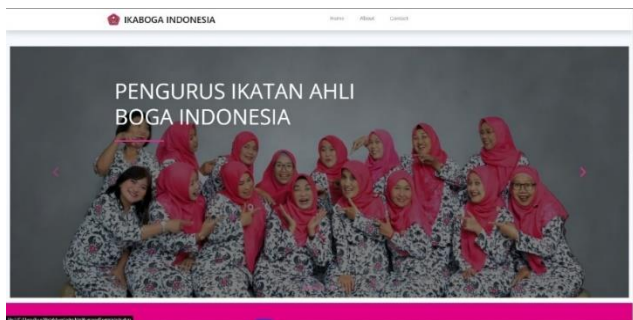 IKABOGA INDONESIA
Home About Contact
PENGURUS IKATAN AHLI
BOGA INDONESIA